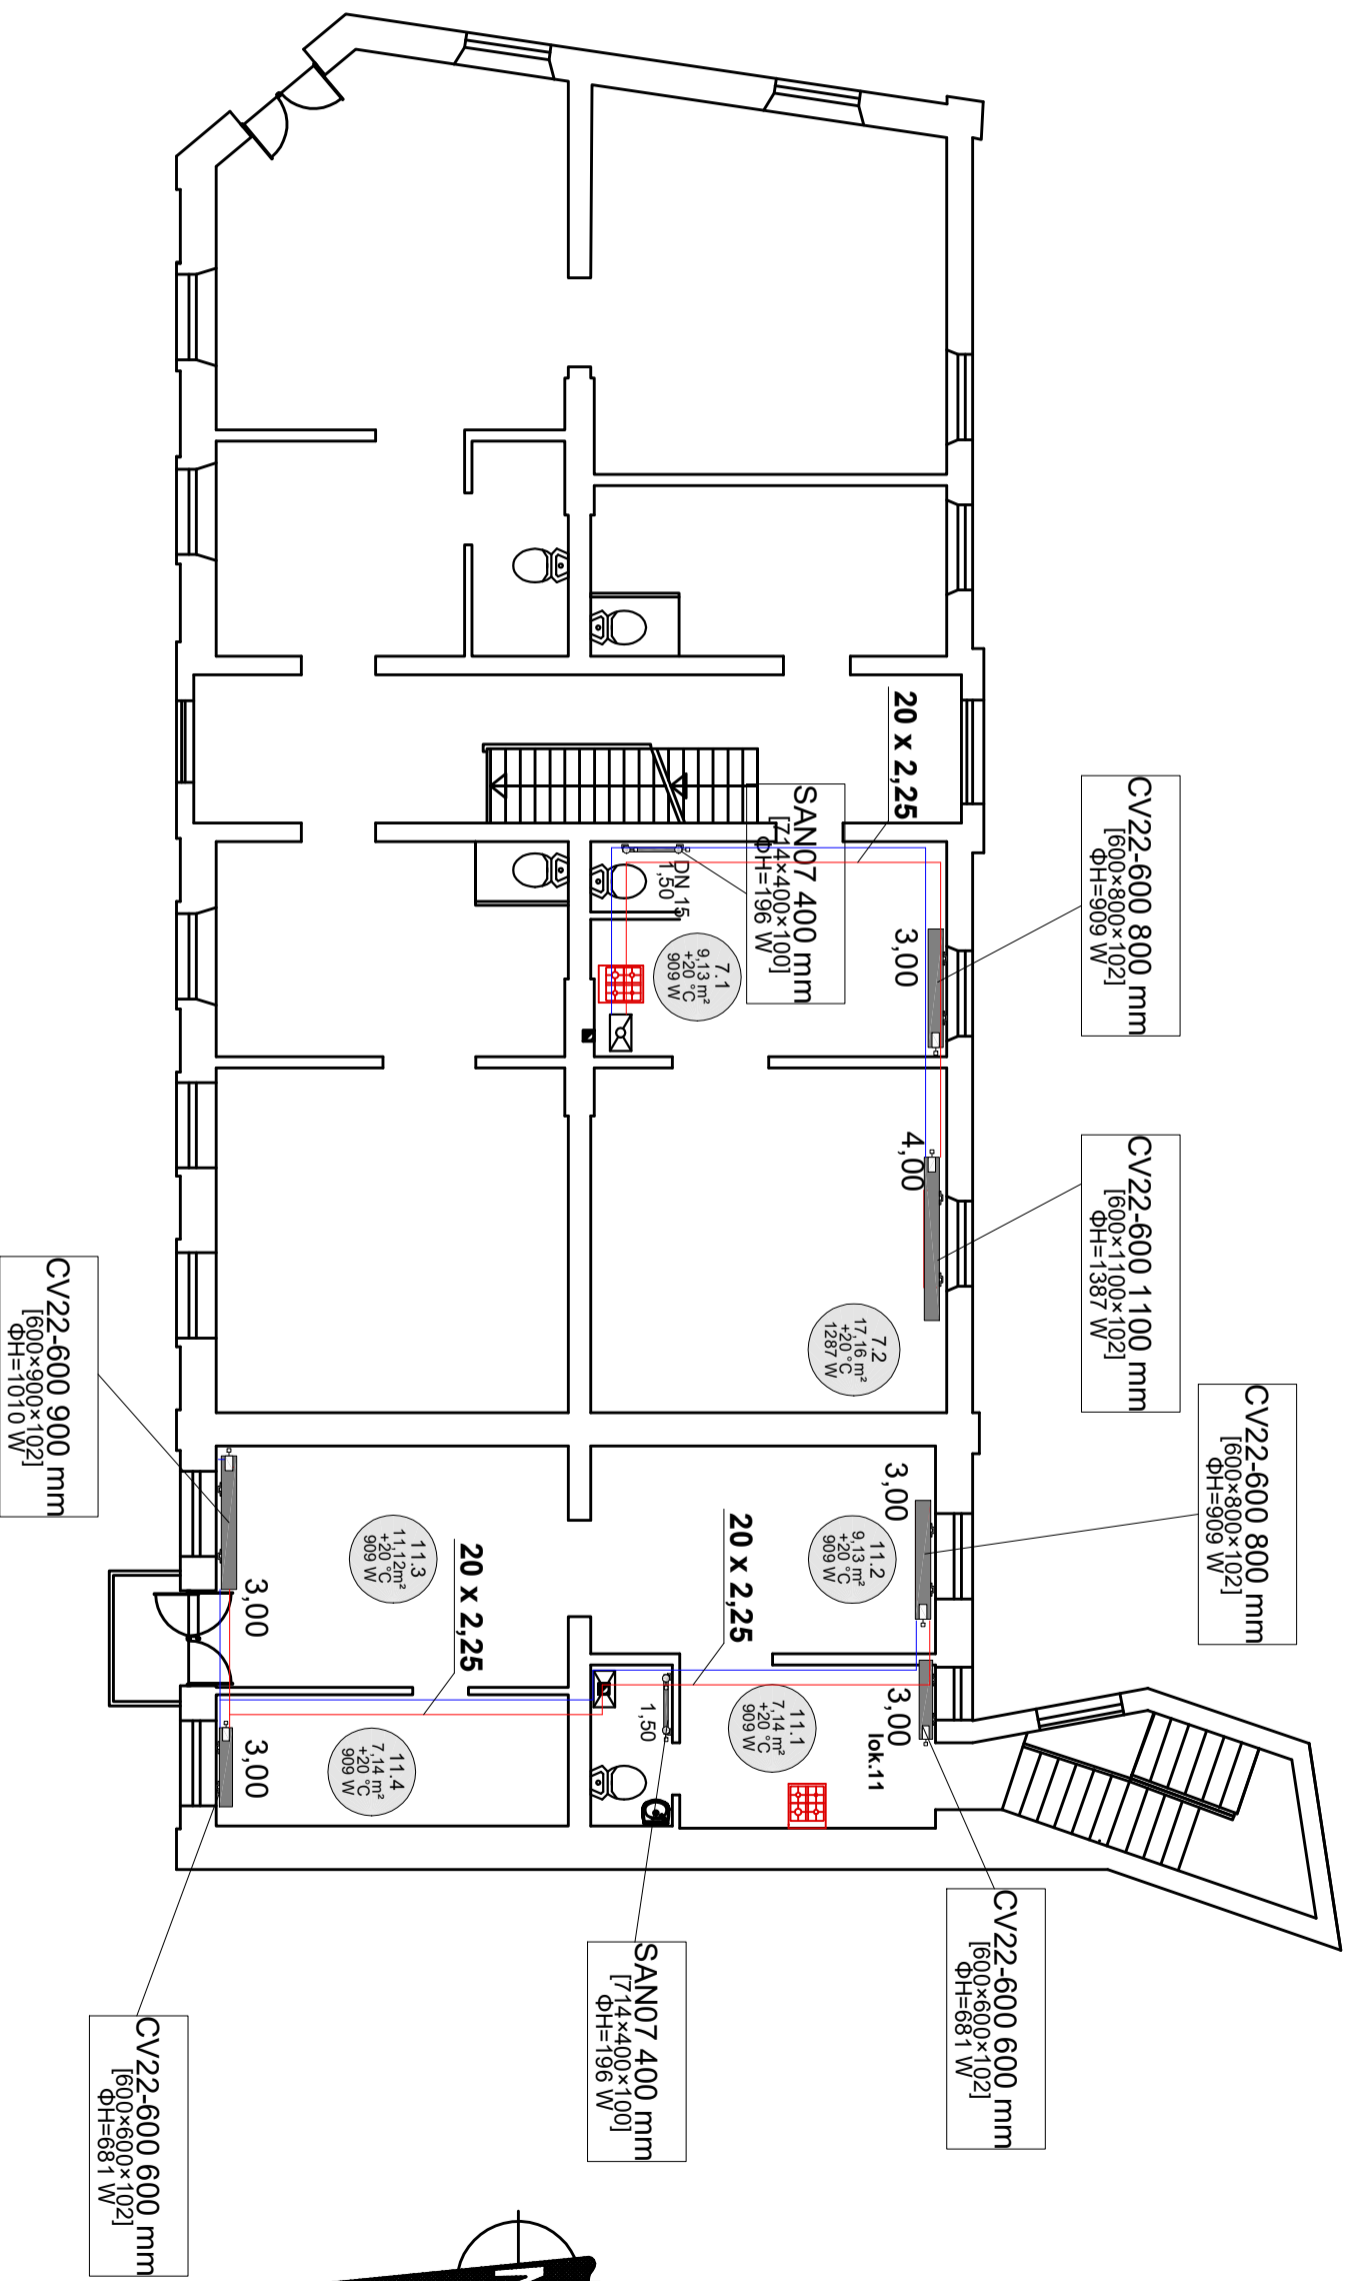 CV22-600 800 mm
[600×800×102]
ΦH=909 W
CV22-600 1100 mm
[600×1100×102]
ΦH=1387 W
CV22-600 800 mm
[600×800×102]
ΦH=909 W
CV22-600 600 mm
[600×600×102]
ΦH=681 W
20 x 2,25
SAN07 400 mm
[714×400×100]
ΦH=196 W
DN 15
1,50
3,00
7.1
9,13 m²
+20 °C
909 W
4,00
7.2
17,16 m²
+20 °C
1287 W
3,00
11.2
9,13 m²
+20 °C
909 W
20 x 2,25
3,00
lok.11
11.1
7,14 m²
+20 °C
909 W
1,50
SAN07 400 mm
[714×400×100]
ΦH=196 W
11.3
11,12m²
+20 °C
909 W
20 x 2,25
3,00
11.4
7,14 m²
+20 °C
909 W
3,00
CV22-600 900 mm
[600×900×102]
ΦH=1010 W
CV22-600 600 mm
[600×600×102]
ΦH=681 W